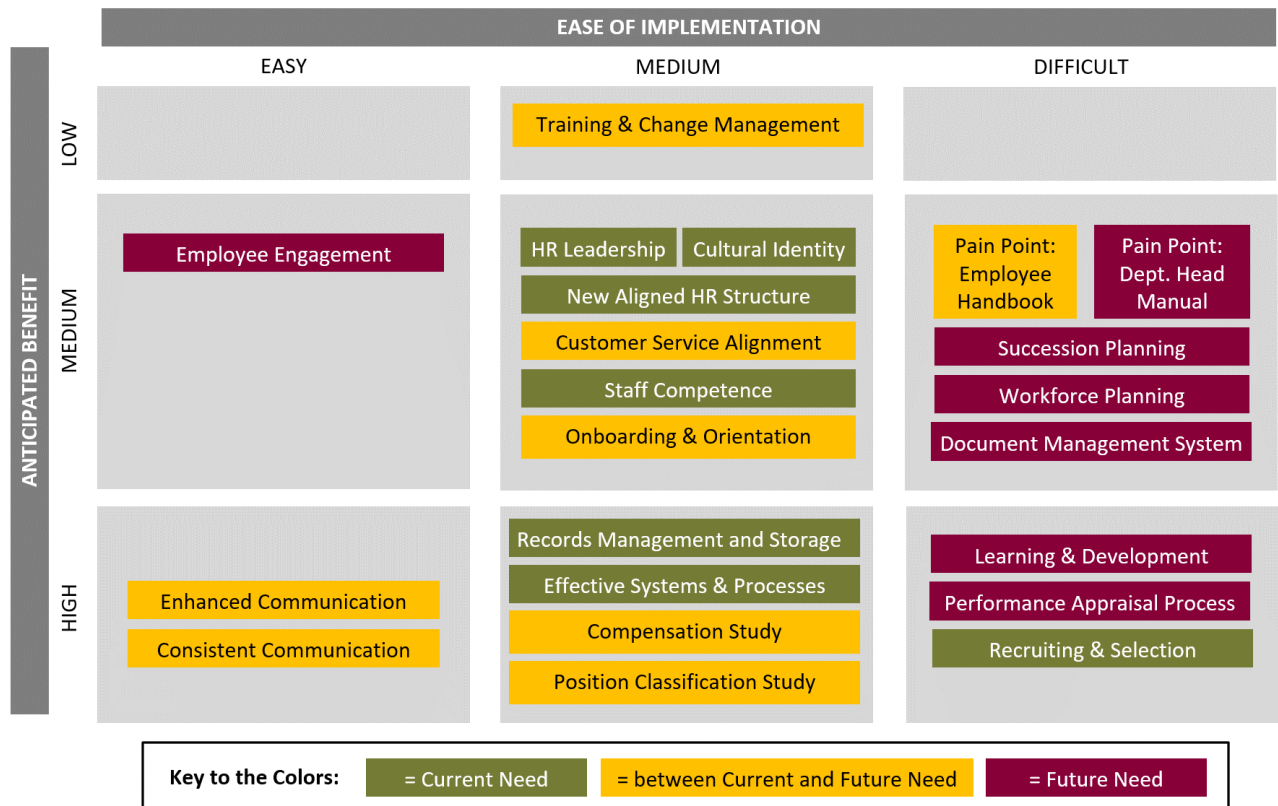 EASE OF IMPLEMENTATION
EASY
MEDIUM
DIFFICULT
ANTICIPATED BENEFIT
LOW
Training & Change Management
MEDIUM
Employee Engagement
HR Leadership
Cultural Identity
New Aligned HR Structure
Customer Service Alignment
Staff Competence
Onboarding & Orientation
Pain Point:
Employee
Handbook
Pain Point:
Dept. Head
Manual
Succession Planning
Workforce Planning
Document Management System
HIGH
Enhanced Communication
Consistent Communication
Records Management and Storage
Effective Systems & Processes
Compensation Study
Position Classification Study
Learning & Development
Performance Appraisal Process
Recruiting & Selection
Key to the Colors:
= Current Need
= between Current and Future Need
= Future Need